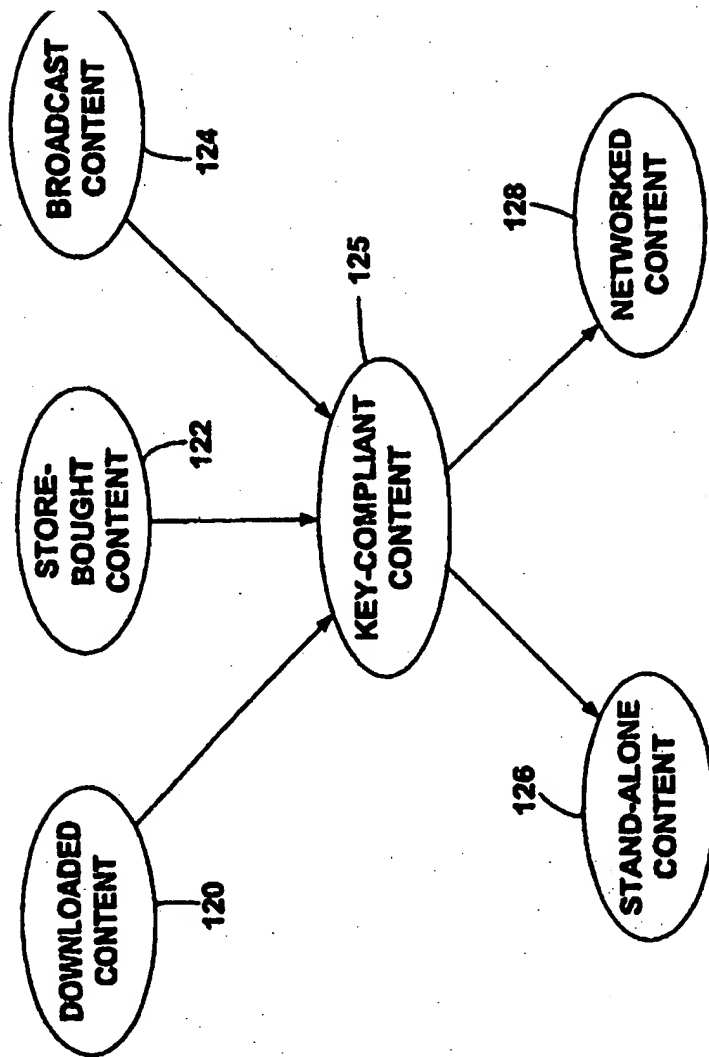 DOWNLOADED
CONTENT
120
STORE-
BOUGHT
CONTENT
122
BROADCAST
CONTENT
124
KEY-COMPLIANT
CONTENT
125
STAND-ALONE
CONTENT
126
NETWORKED
CONTENT
128